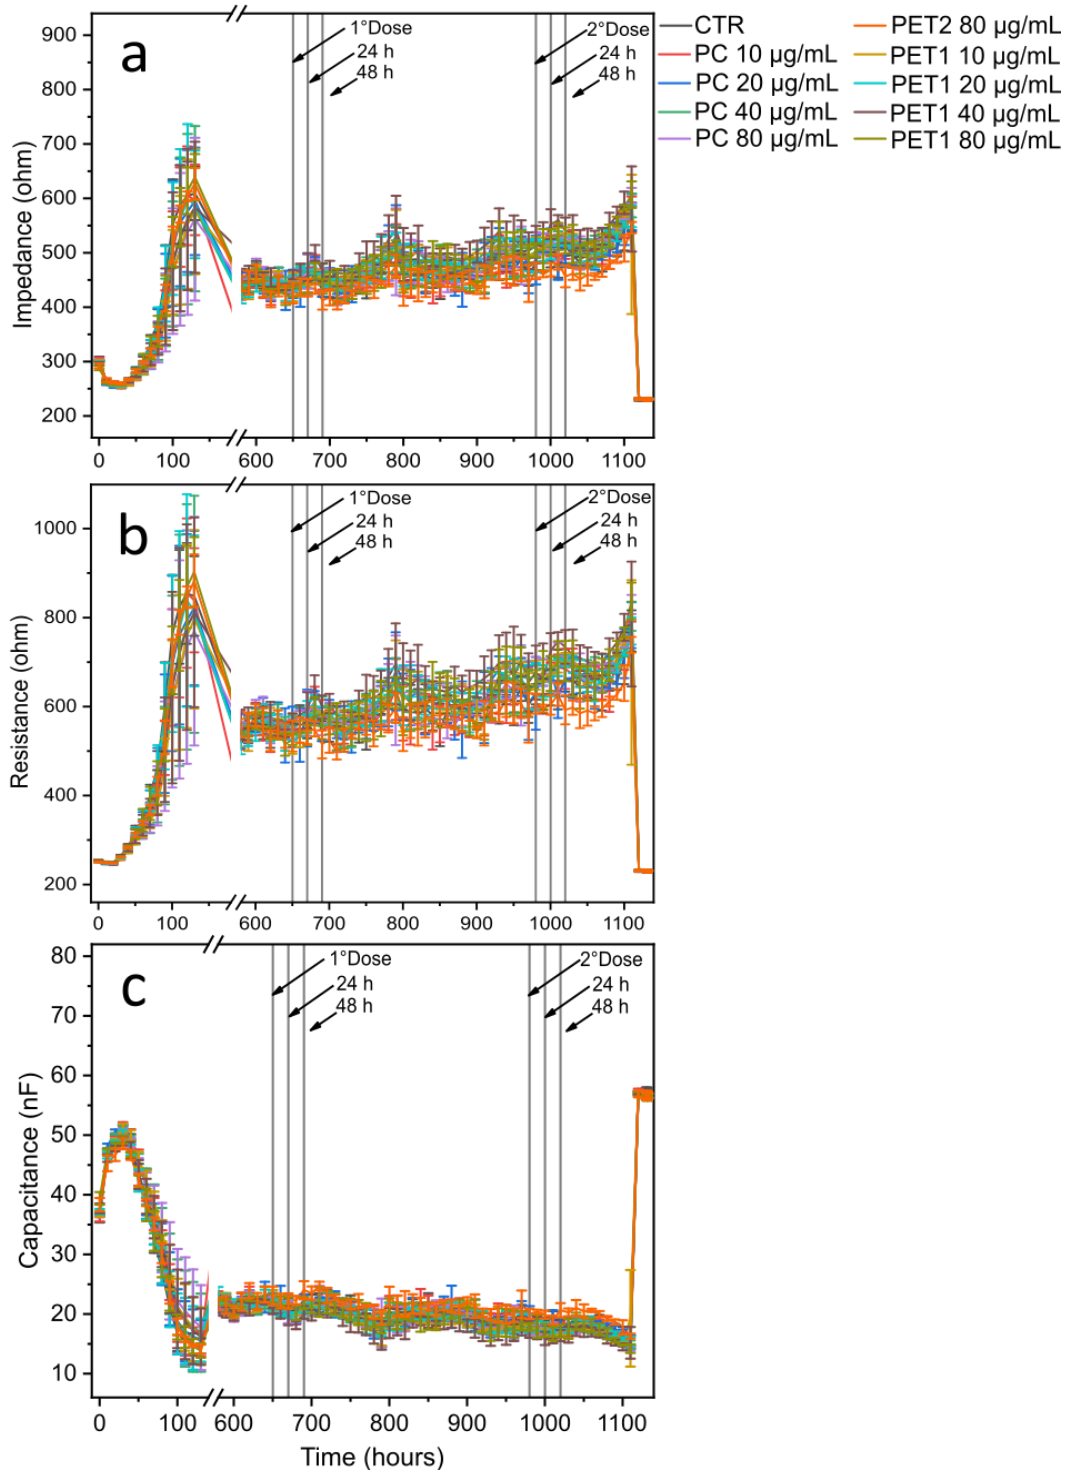 a
1°Dose
24 h
48 h
2°Dose
24 h
48 h
900
800
700
600
500
400
300
200
Impedance (ohm)
0 100 600 700 800 900 1000 1100
CTR
PC 10 µg/mL
PC 20 µg/mL
PC 40 µg/mL
PC 80 µg/mL
PET2 80 µg/mL
PET1 10 µg/mL
PET1 20 µg/mL
PET1 40 µg/mL
PET1 80 µg/mL
b
1°Dose
24 h
48 h
2°Dose
24 h
48 h
1000
800
600
400
200
Resistance (ohm)
0 100 600 700 800 900 1000 1100
c
1°Dose
24 h
48 h
2°Dose
24 h
48 h
80
70
60
50
40
30
20
10
Capacitance (nF)
0 100 600 700 800 900 1000 1100
Time (hours)